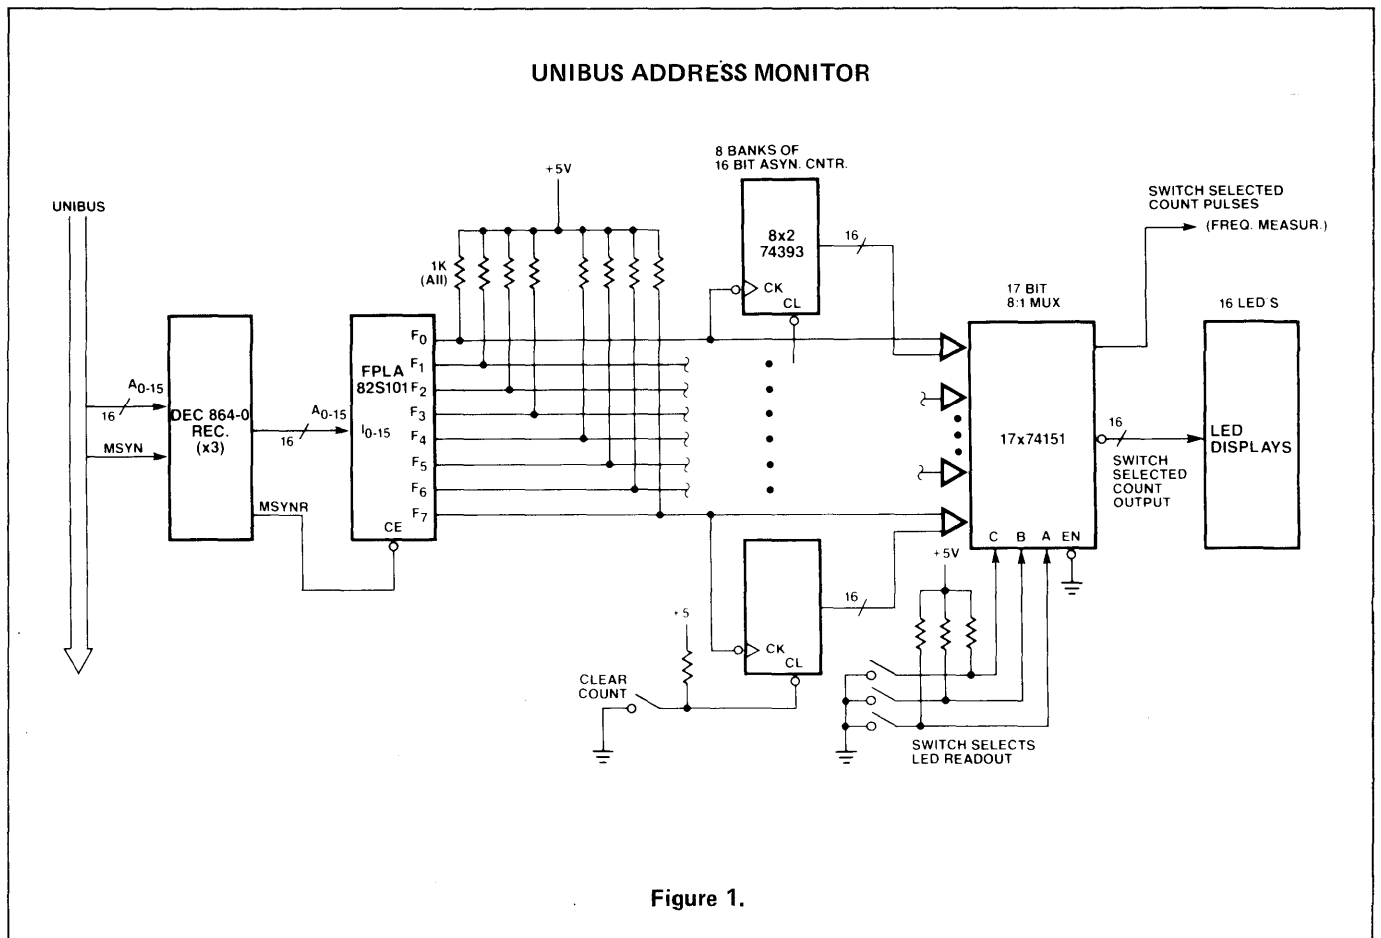 UNIBUS ADDRESS MONITOR
8 BANKS OF
16 BIT ASYN. CNTR.
+5V
SWITCH SELECTED
COUNT PULSES
(FREQ. MEASUR.)
UNIBUS
8x2
74393
16
1K
(All)
CK
CL
17 BIT
8:1 MUX
16 LED'S
F0
F1
F2
F3
F4
F5
F6
F7
FPLA
82S101
I0-15
CE
A0-15
16
MSYN
DEC 864-0
REC.
(x3)
A0-15
16
MSYNR
17x74151
16
SWITCH
SELECTED
COUNT
OUTPUT
LED
DISPLAYS
C B A EN
+5V
16
+5
CK
CL
CLEAR
COUNT
SWITCH SELECTS
LED READOUT
Figure 1.